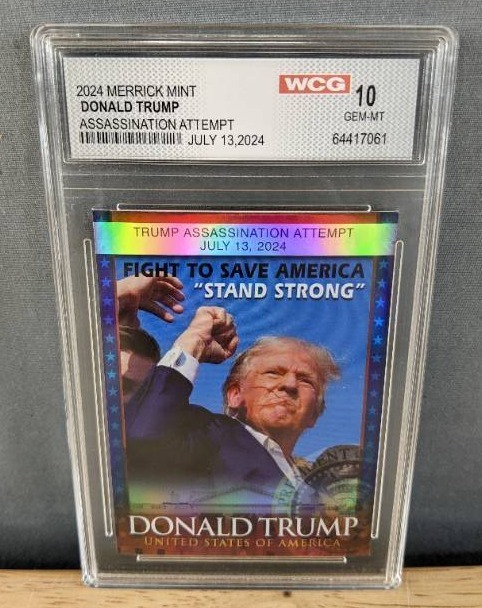 2024 MERRICK MINT
DONALD TRUMP
ASSASSINATION ATTEMPT
JULY 13,2024
WCG
10
GEM-MT
64417061
TRUMP ASSASSINATION ATTEMPT
JULY 13, 2024
FIGHT TO SAVE AMERICA
“STAND STRONG”
DONALD TRUMP
UNITED STATES OF AMERICA